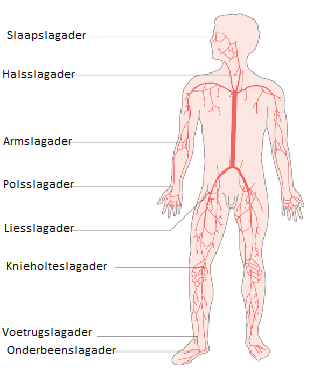 Slaapslagader
Halsslagader
Armslagader
Polsslagader
Liesslagader
Knieholteslagader
Voetrugslagader
Onderbeenslagader